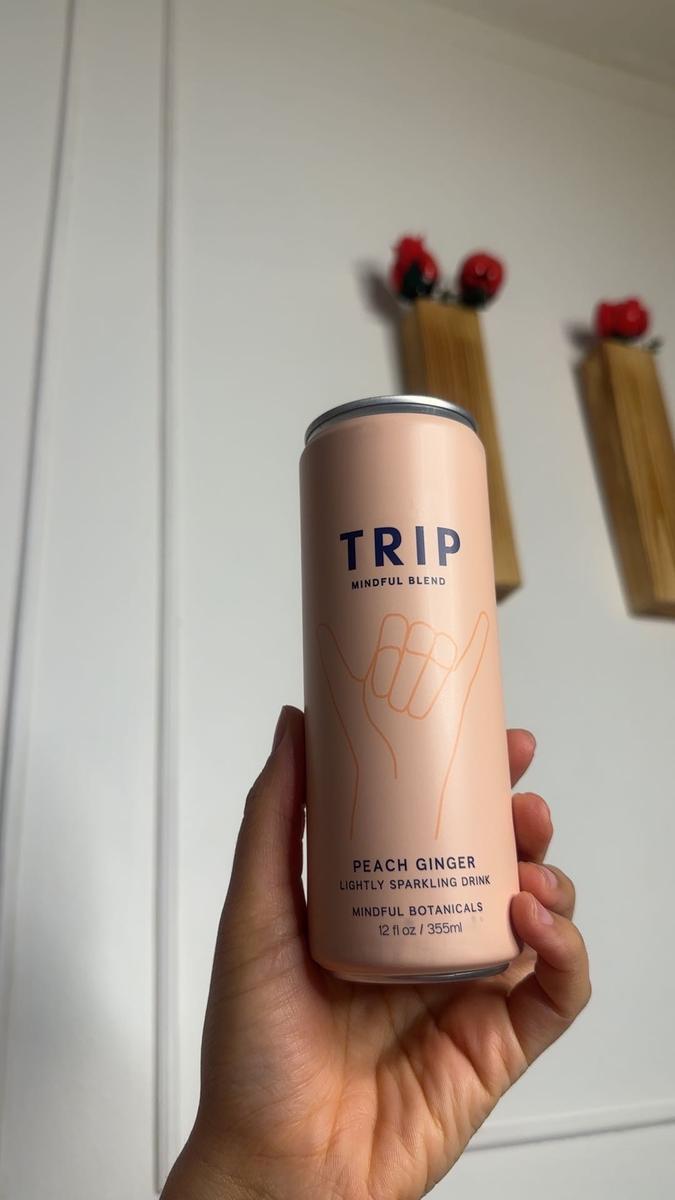 TRIP
MINDFUL BLEND
PEACH GINGER
LIGHTLY SPARKLING DRINK
MINDFUL BOTANICALS
12 fl oz / 355ml